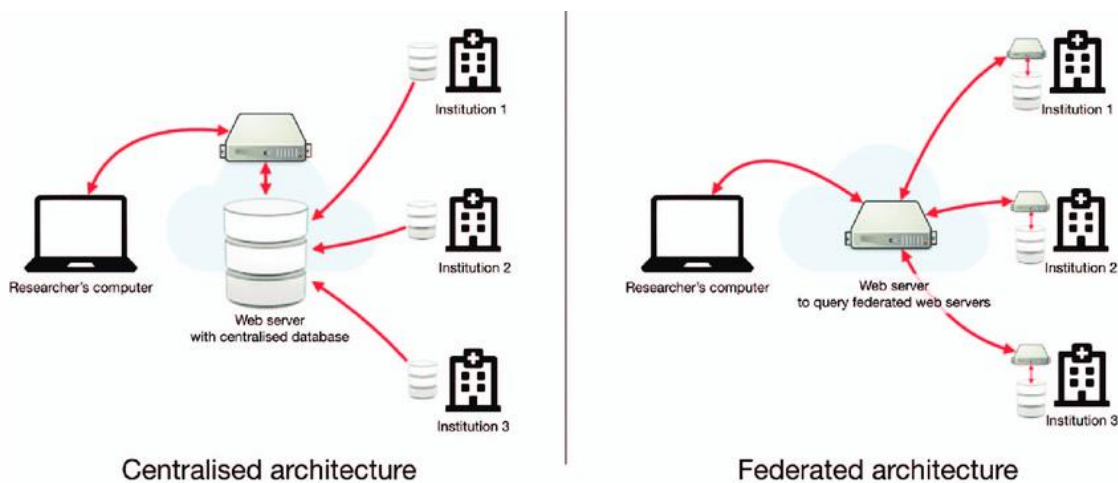 Institution 1
Institution 2
Researcher's computer
Web server
with centralised database
Institution 3
Centralised architecture
Institution 1
Institution 2
Researcher's computer
Web server
to query federated web servers
Institution 3
Federated architecture